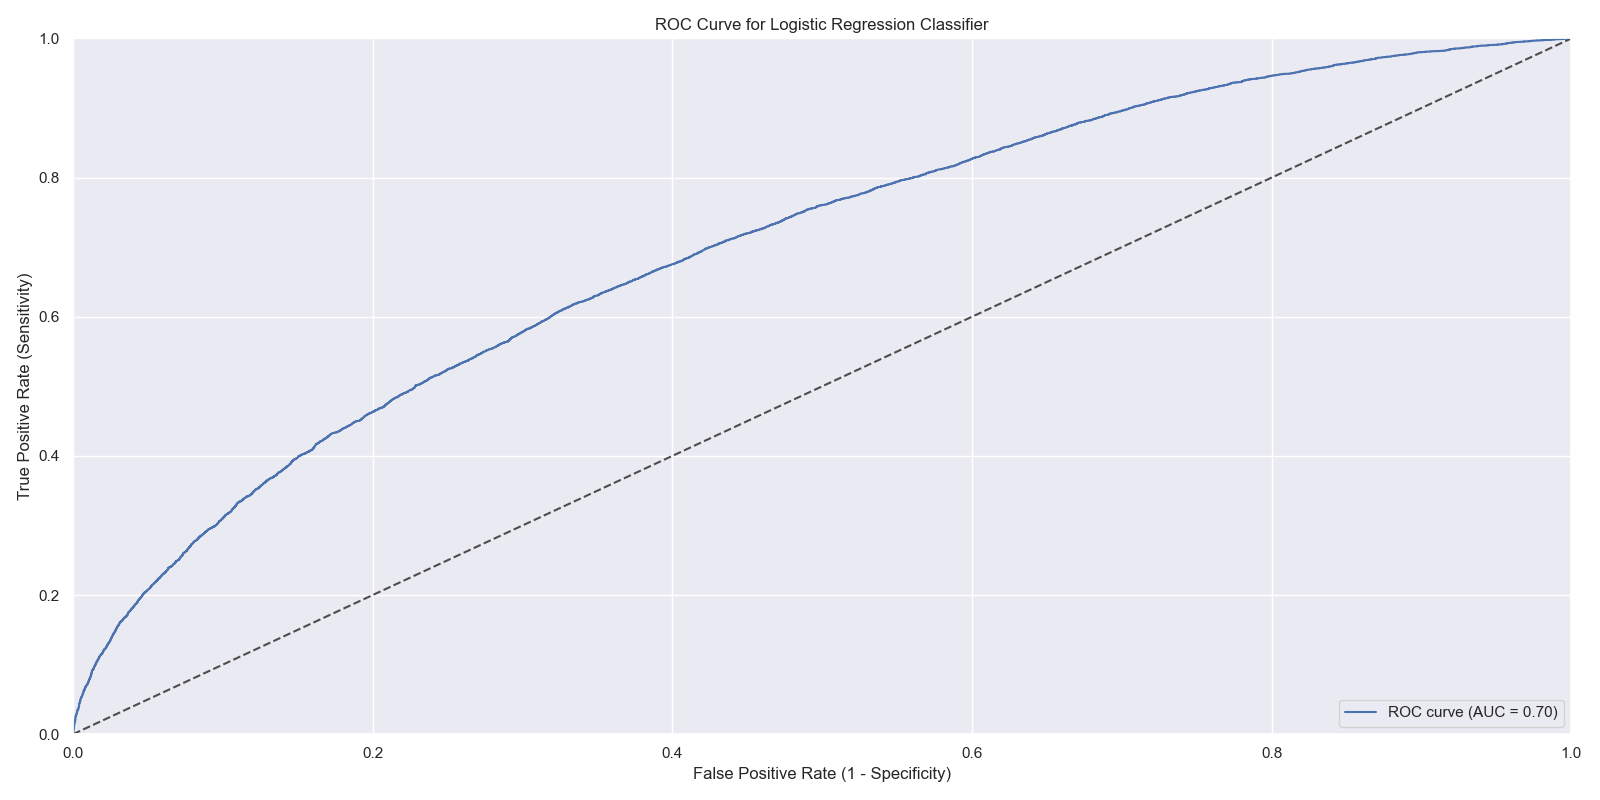 ROC Curve for Logistic Regression Classifier
True Positive Rate (Sensitivity)
1.0
0.8
0.6
0.4
0.2
0.0
0.0 0.2 0.4 0.6 0.8 1.0
False Positive Rate (1 - Specificity)
ROC curve (AUC = 0.70)